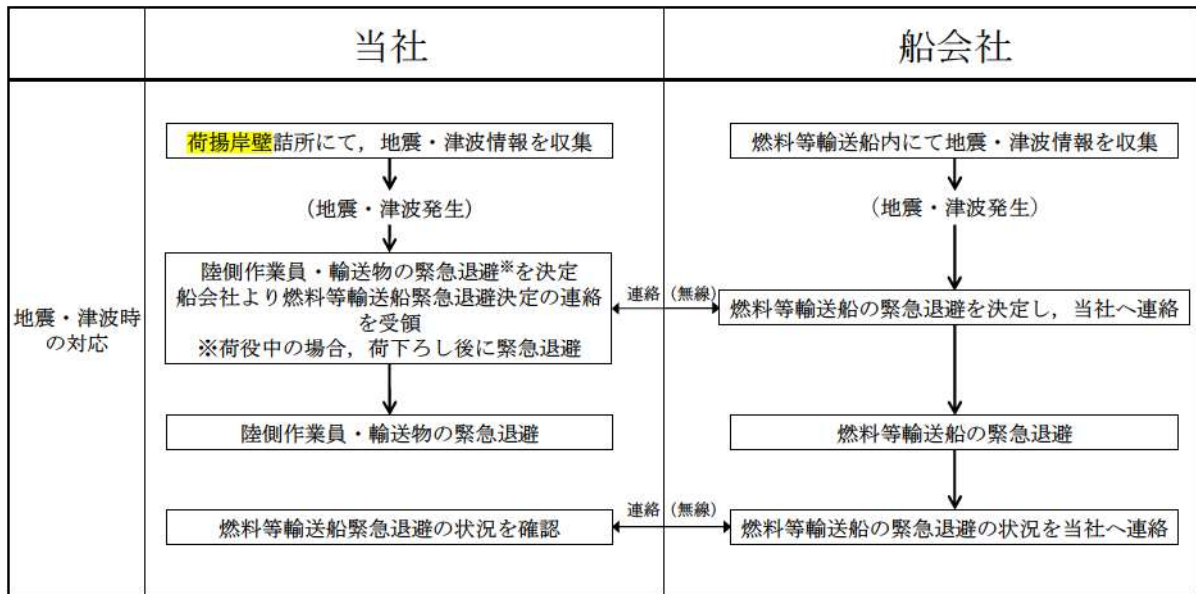 当社
船会社
地震・津波時
の対応
荷揚岸壁詰所にて，地震・津波情報を収集
（地震・津波発生）
陸側作業員・輸送物の緊急退避※を決定
船会社より燃料等輸送船緊急退避決定の連絡
を受領
※荷役中の場合，荷下ろし後に緊急退避
陸側作業員・輸送物の緊急退避
燃料等輸送船緊急退避の状況を確認
連絡（無線）
連絡（無線）
燃料等輸送船内にて地震・津波情報を収集
（地震・津波発生）
燃料等輸送船の緊急退避を決定し，当社へ連絡
燃料等輸送船の緊急退避
燃料等輸送船の緊急退避の状況を当社へ連絡